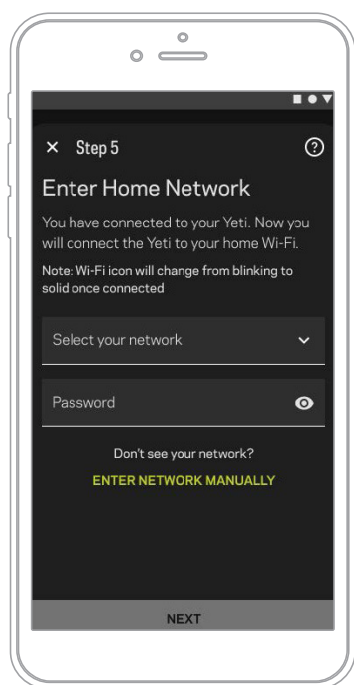 Step 5
Enter Home Network
You have connected to your Yeti. Now you
will connect the Yeti to your home Wi-Fi.
Note: Wi-Fi icon will change from blinking to
solid once connected
Select your network
Password
Don't see your network?
ENTER NETWORK MANUALLY
NEXT